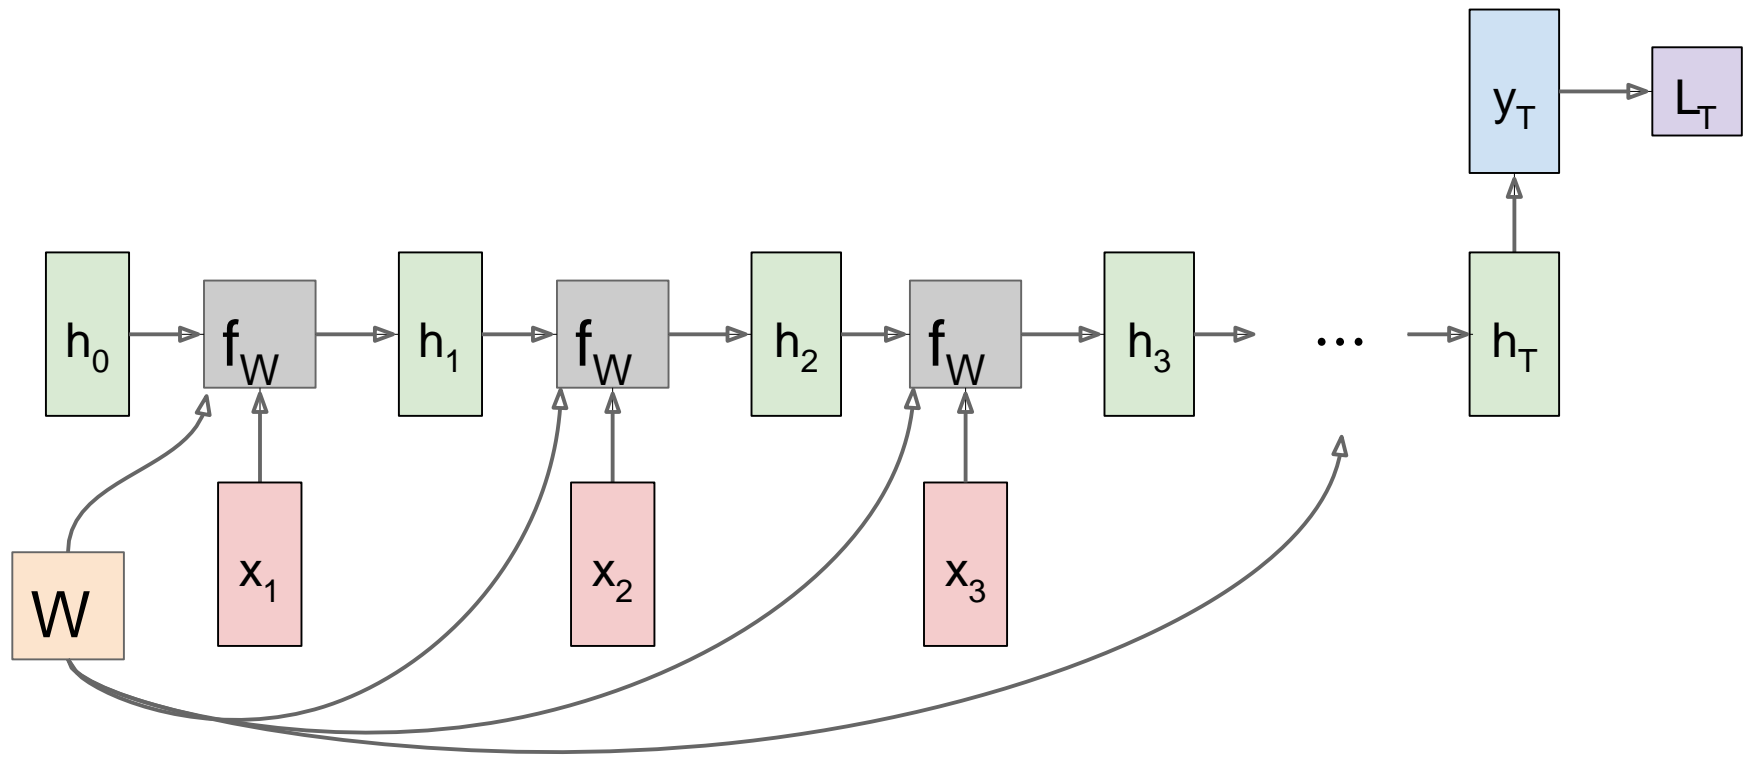 y_T L_T
h_0 f_W h_1 f_W h_2 f_W h_3 ... h_T
W x_1 x_2 x_3